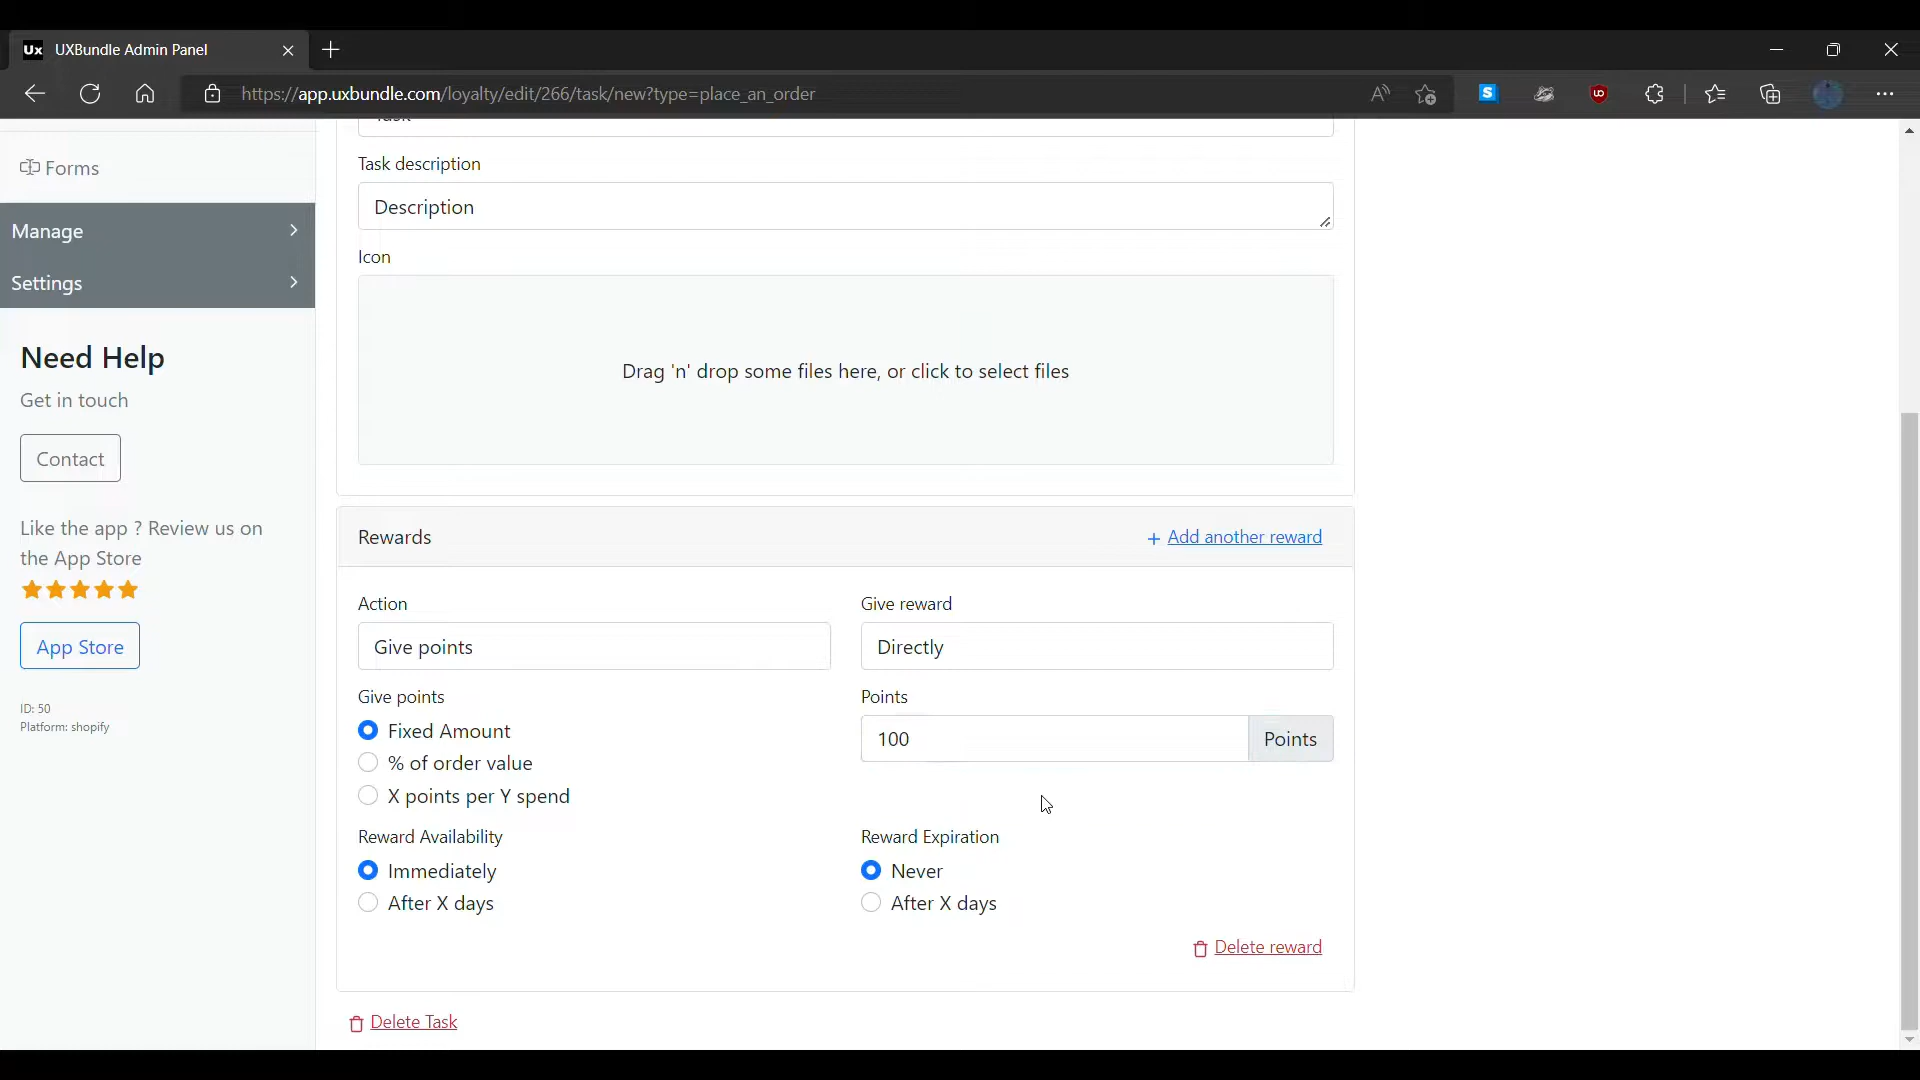 Ux UXBundle Admin Panel
https://app.uxbundle.com/loyalty/edit/266/task/new?type=place_an_order
Forms
Manage
Settings
Need Help
Get in touch
Contact
Like the app ? Review us on
the App Store
App Store
ID: 50
Platform: shopify
Task description
Description
Icon
Drag 'n' drop some files here, or click to select files
Rewards
+ Add another reward
Action
Give points
Give reward
Directly
Give points
Fixed Amount
% of order value
X points per Y spend
Points
100 Points
Reward Availability
Immediately
After X days
Reward Expiration
Never
After X days
Delete reward
Delete Task